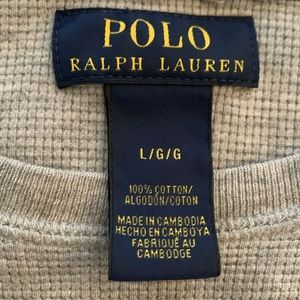 POLO
RALPH LAUREN
L/G/G
100% COTTON/
ALGODÓN/COTON
MADE IN CAMBODIA
HECHO EN CAMBOYA
FABRIQUÉ AU
CAMBODGE